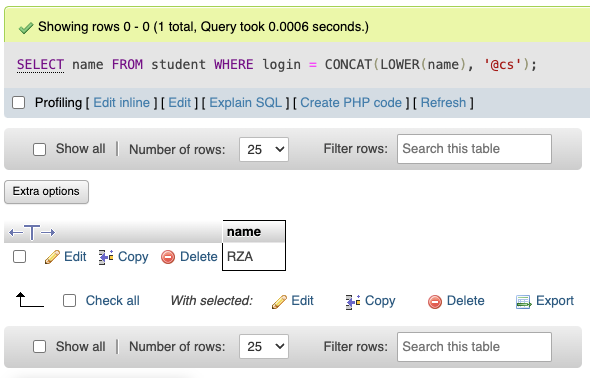 Showing rows 0 - 0 (1 total, Query took 0.0006 seconds.)
SELECT name FROM student WHERE login = CONCAT(LOWER(name), '@cs');
Profiling [ Edit inline ] [ Edit ] [ Explain SQL ] [ Create PHP code ] [ Refresh ]
Show all | Number of rows: 25 Filter rows: Search this table
Extra options
←T→ name
Edit Copy Delete RZA
Check all With selected: Edit Copy Delete Export
Show all | Number of rows: 25 Filter rows: Search this table